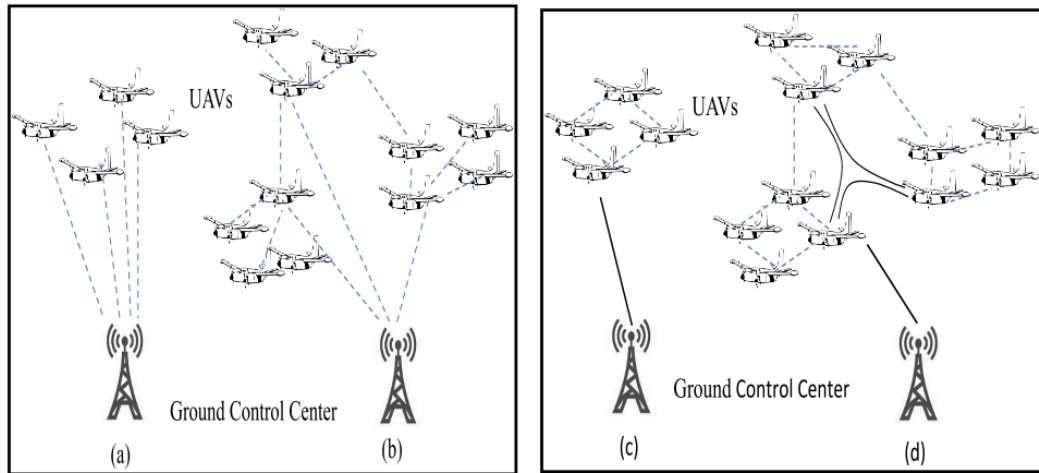 UAVs
Ground Control Center
(a)
(b)
UAVs
Ground Control Center
(c)
(d)